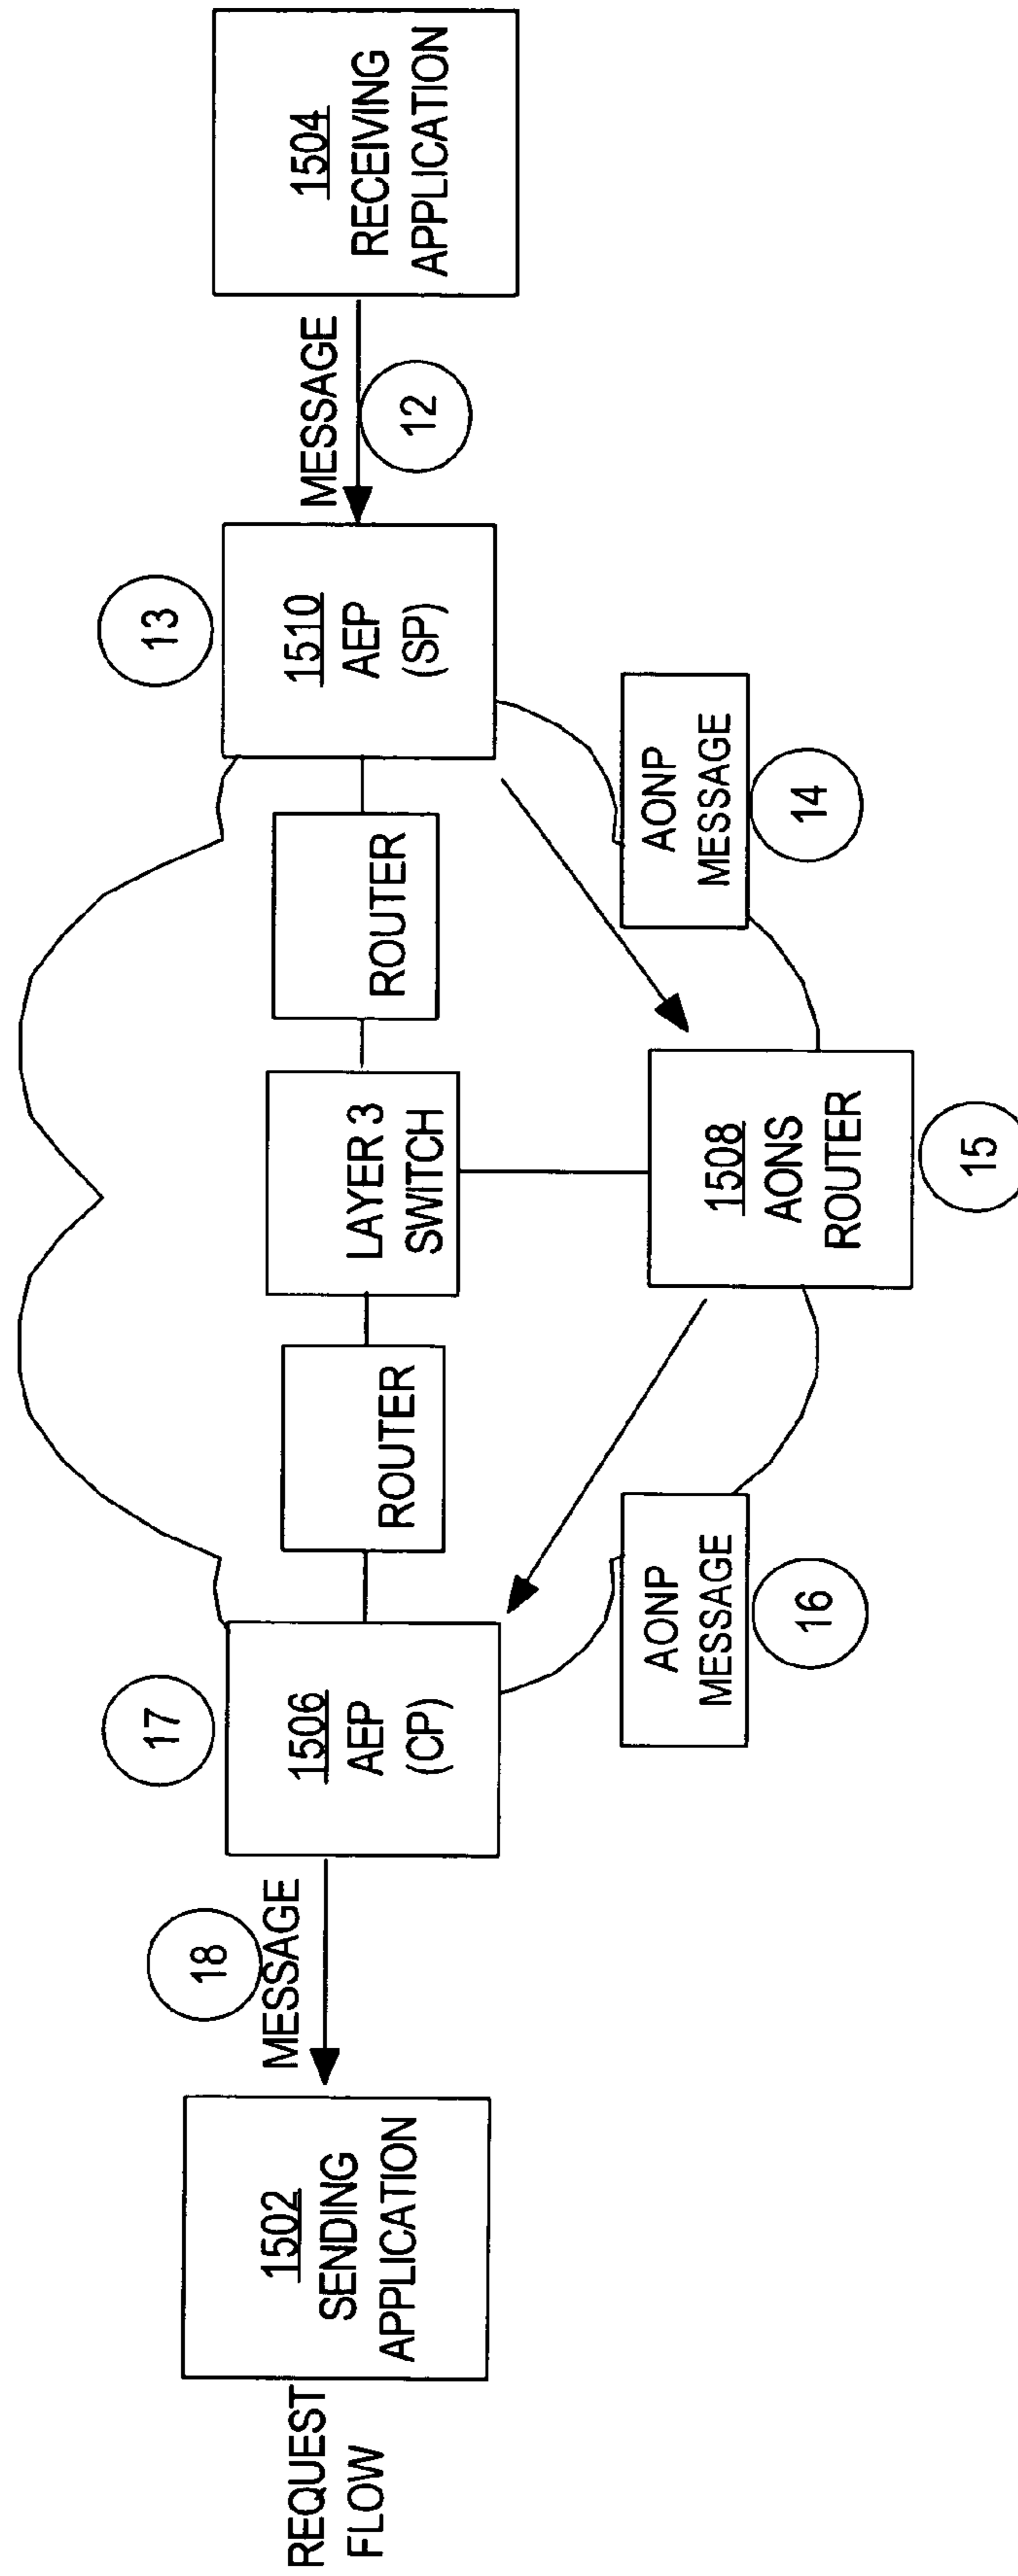 REQUEST
FLOW
1502
SENDING
APPLICATION
18
MESSAGE
17
1506
AEP
(CP)
ROUTER
LAYER 3
SWITCH
ROUTER
13
1510
AEP
(SP)
MESSAGE
12
1504
RECEIVING
APPLICATION
AONP
MESSAGE
16
1508
AONS
ROUTER
15
AONP
MESSAGE
14